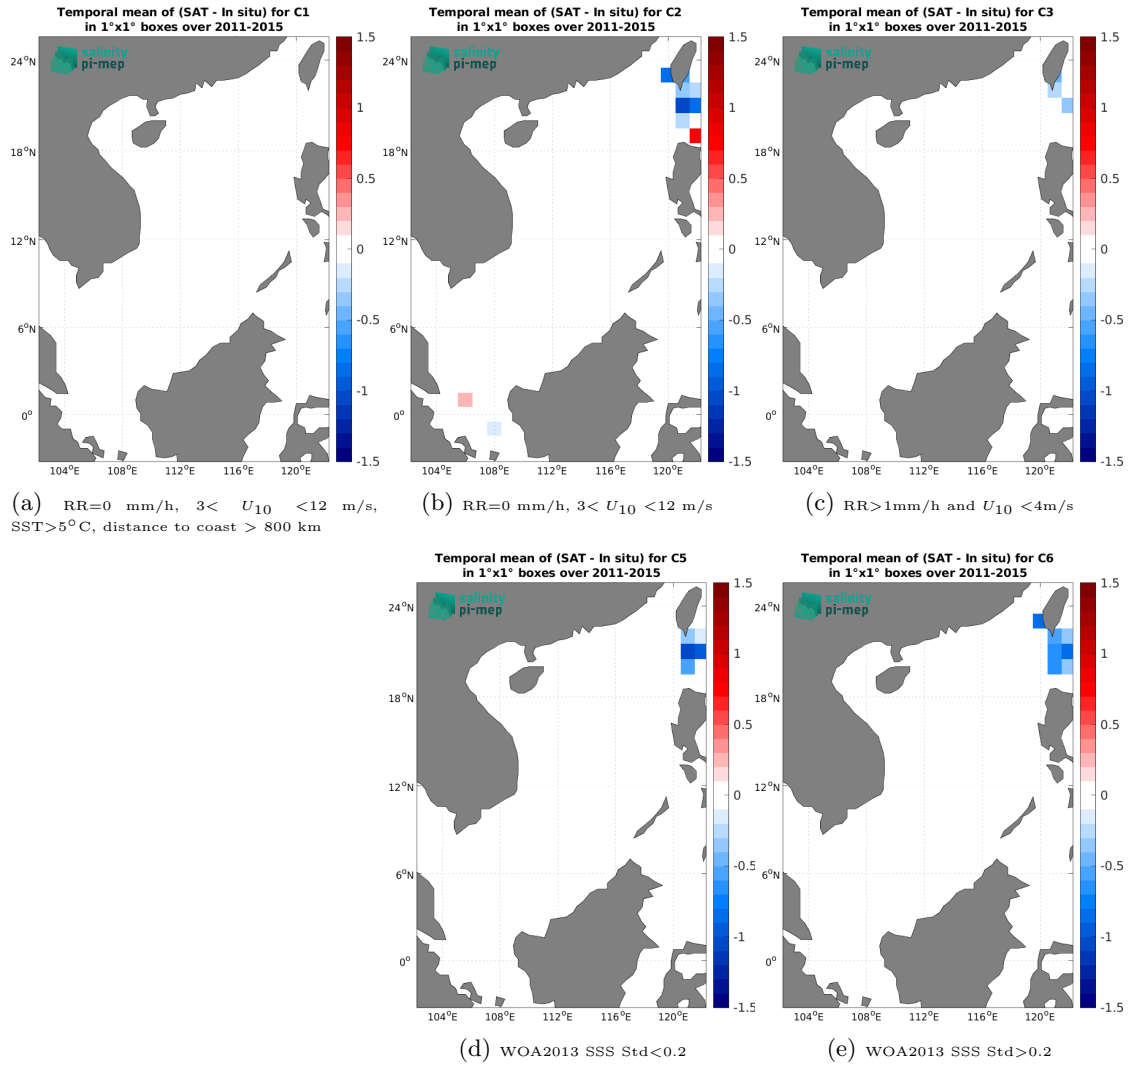 Temporal mean of (SAT - In situ) for C1
in 1°x1° boxes over 2011-2015
salinity
pi-mep
24°N
18°N
12°N
6°N
0°
104°E 108°E 112°E 116°E 120°E
1.5
1
0.5
0
-0.5
-1
-1.5
(a) RR=0 mm/h, 3< U10 <12 m/s,
SST>5°C, distance to coast > 800 km
Temporal mean of (SAT - In situ) for C2
in 1°x1° boxes over 2011-2015
salinity
pi-mep
24°N
18°N
12°N
6°N
0°
104°E 108°E 112°E 116°E 120°E
1.5
1
0.5
0
-0.5
-1
-1.5
(b) RR=0 mm/h, 3< U10 <12 m/s
Temporal mean of (SAT - In situ) for C3
in 1°x1° boxes over 2011-2015
salinity
pi-mep
24°N
18°N
12°N
6°N
0°
104°E 108°E 112°E 116°E 120°E
1.5
1
0.5
0
-0.5
-1
-1.5
(c) RR>1mm/h and U10 <4m/s
Temporal mean of (SAT - In situ) for C5
in 1°x1° boxes over 2011-2015
salinity
pi-mep
24°N
18°N
12°N
6°N
0°
104°E 108°E 112°E 116°E 120°E
1.5
1
0.5
0
-0.5
-1
-1.5
(d) WOA2013 SSS Std<0.2
Temporal mean of (SAT - In situ) for C6
in 1°x1° boxes over 2011-2015
salinity
pi-mep
24°N
18°N
12°N
6°N
0°
104°E 108°E 112°E 116°E 120°E
1.5
1
0.5
0
-0.5
-1
-1.5
(e) WOA2013 SSS Std>0.2